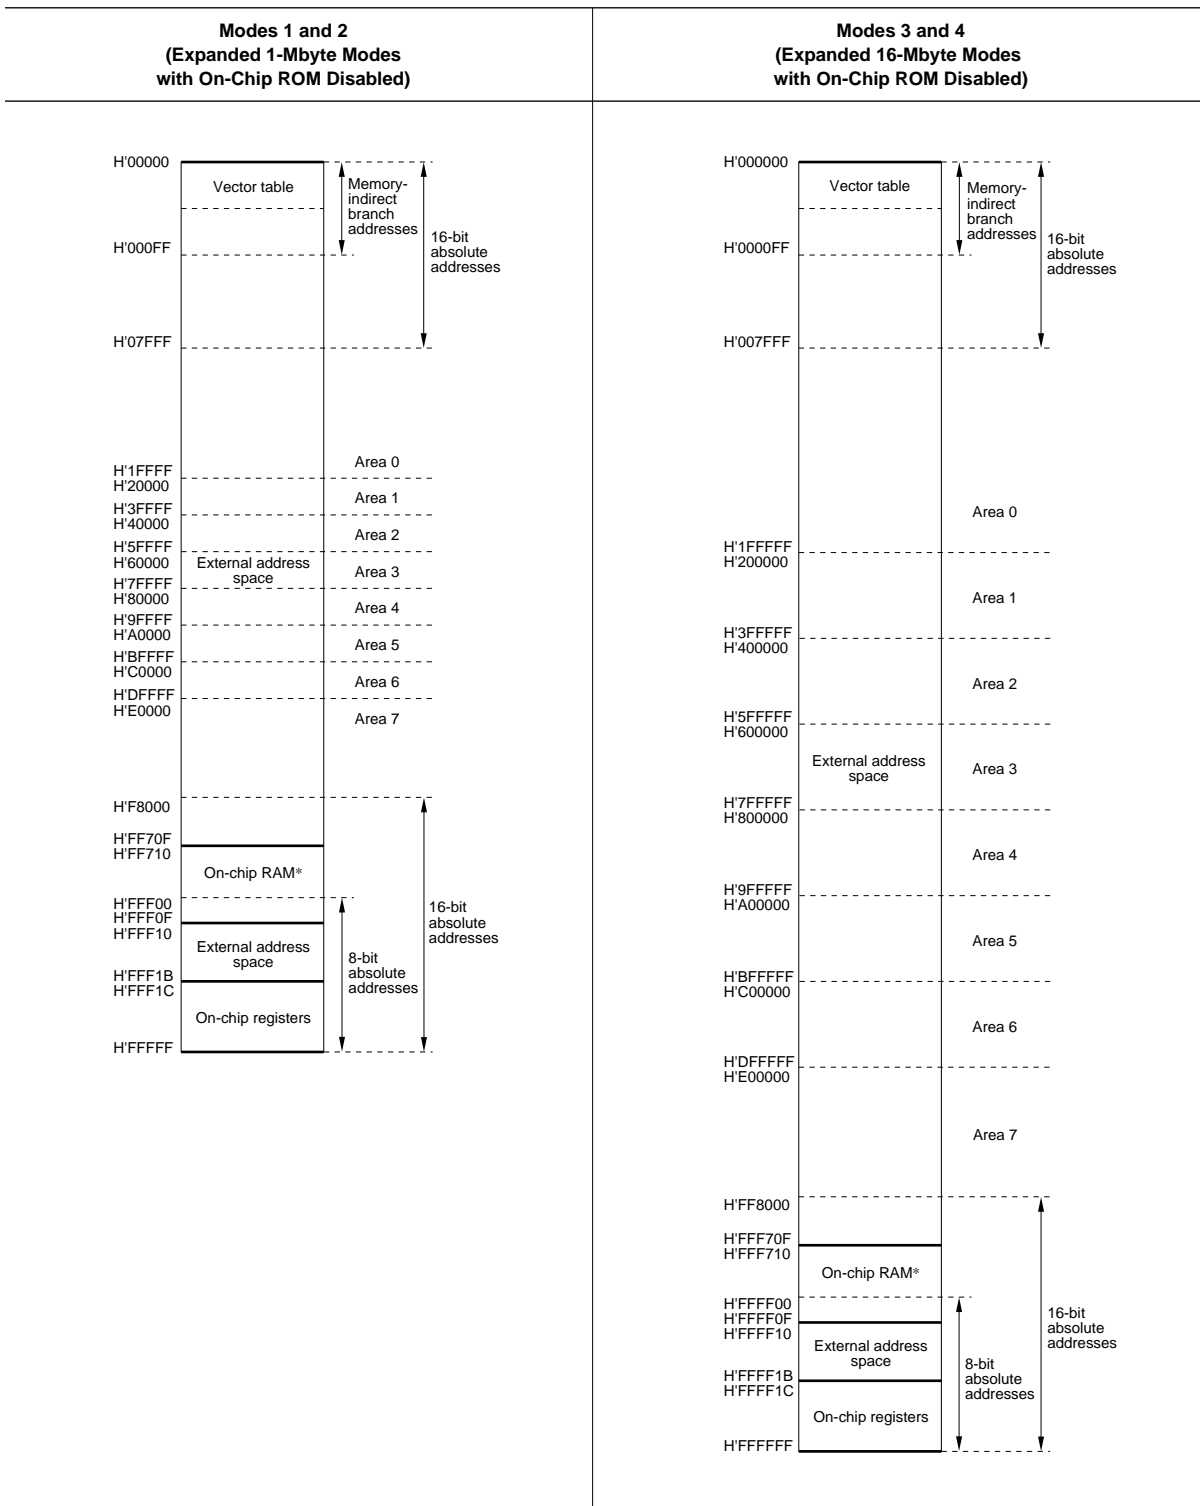 Modes 1 and 2
(Expanded 1-Mbyte Modes
with On-Chip ROM Disabled)
H'00000
Vector table
Memory-
indirect
branch
addresses
16-bit
absolute
addresses
H'000FF
H'07FFF
Area 0
H'1FFFF
H'20000
Area 1
H'3FFFF
H'40000
Area 2
H'5FFFF
H'60000
External address
space
Area 3
H'7FFFF
H'80000
Area 4
H'9FFFF
H'A0000
Area 5
H'BFFFF
H'C0000
Area 6
H'DFFFF
H'E0000
Area 7
H'F8000
H'FF70F
H'FF710
On-chip RAM*
H'FFF00
H'FFF0F
H'FFF10
16-bit
absolute
addresses
External address
space
8-bit
absolute
addresses
H'FFF1B
H'FFF1C
On-chip registers
H'FFFFF
Modes 3 and 4
(Expanded 16-Mbyte Modes
with On-Chip ROM Disabled)
H'000000
Vector table
Memory-
indirect
branch
addresses
16-bit
absolute
addresses
H'0000FF
H'007FFF
Area 0
H'1FFFFF
H'200000
Area 1
H'3FFFFF
H'400000
Area 2
H'5FFFFF
H'600000
External address
space
Area 3
H'7FFFFF
H'800000
Area 4
H'9FFFFF
H'A00000
Area 5
H'BFFFFF
H'C00000
Area 6
H'DFFFFF
H'E00000
Area 7
H'FF8000
H'FFF70F
H'FFF710
On-chip RAM*
H'FFFF00
H'FFFF0F
H'FFFF10
16-bit
absolute
addresses
External address
space
8-bit
absolute
addresses
H'FFFF1B
H'FFFF1C
On-chip registers
H'FFFFFF